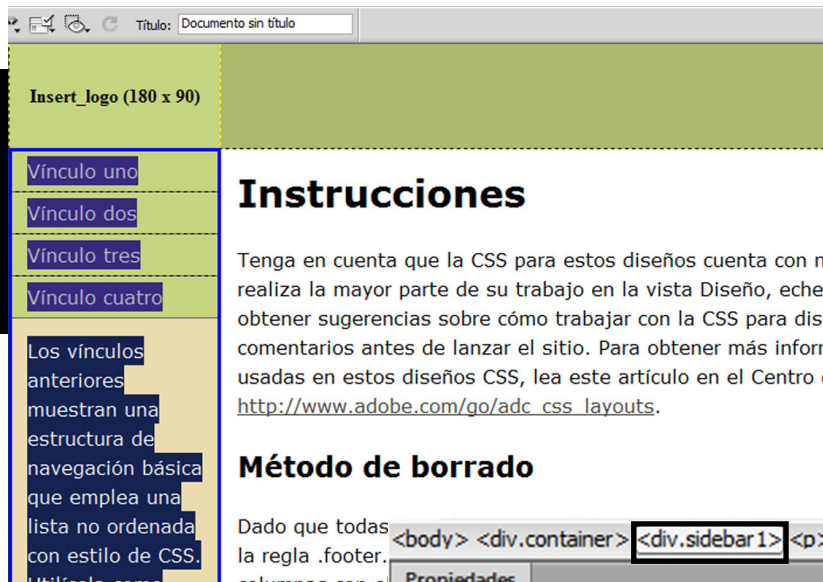 Título: Documento sin título
Insert_logo (180 x 90)
Vínculo uno
Vínculo dos
Vínculo tres
Vínculo cuatro
Los vínculos
anteriores
muestran una
estructura de
navegación básica
que emplea una
lista no ordenada
con estilo de CSS.
Instrucciones
Tenga en cuenta que la CSS para estos diseños cuenta con
realiza la mayor parte de su trabajo en la vista Diseño, eche
obtener sugerencias sobre cómo trabajar con la CSS para
comentarios antes de lanzar el sitio. Para obtener más
usadas en estos diseños CSS, lea este artículo en el Centro
http://www.adobe.com/go/adc_css_layouts.
Método de borrado
Dado que todas
la regla .footer.
<body> <div.container> <div.sidebar1> <p>
Propiedades